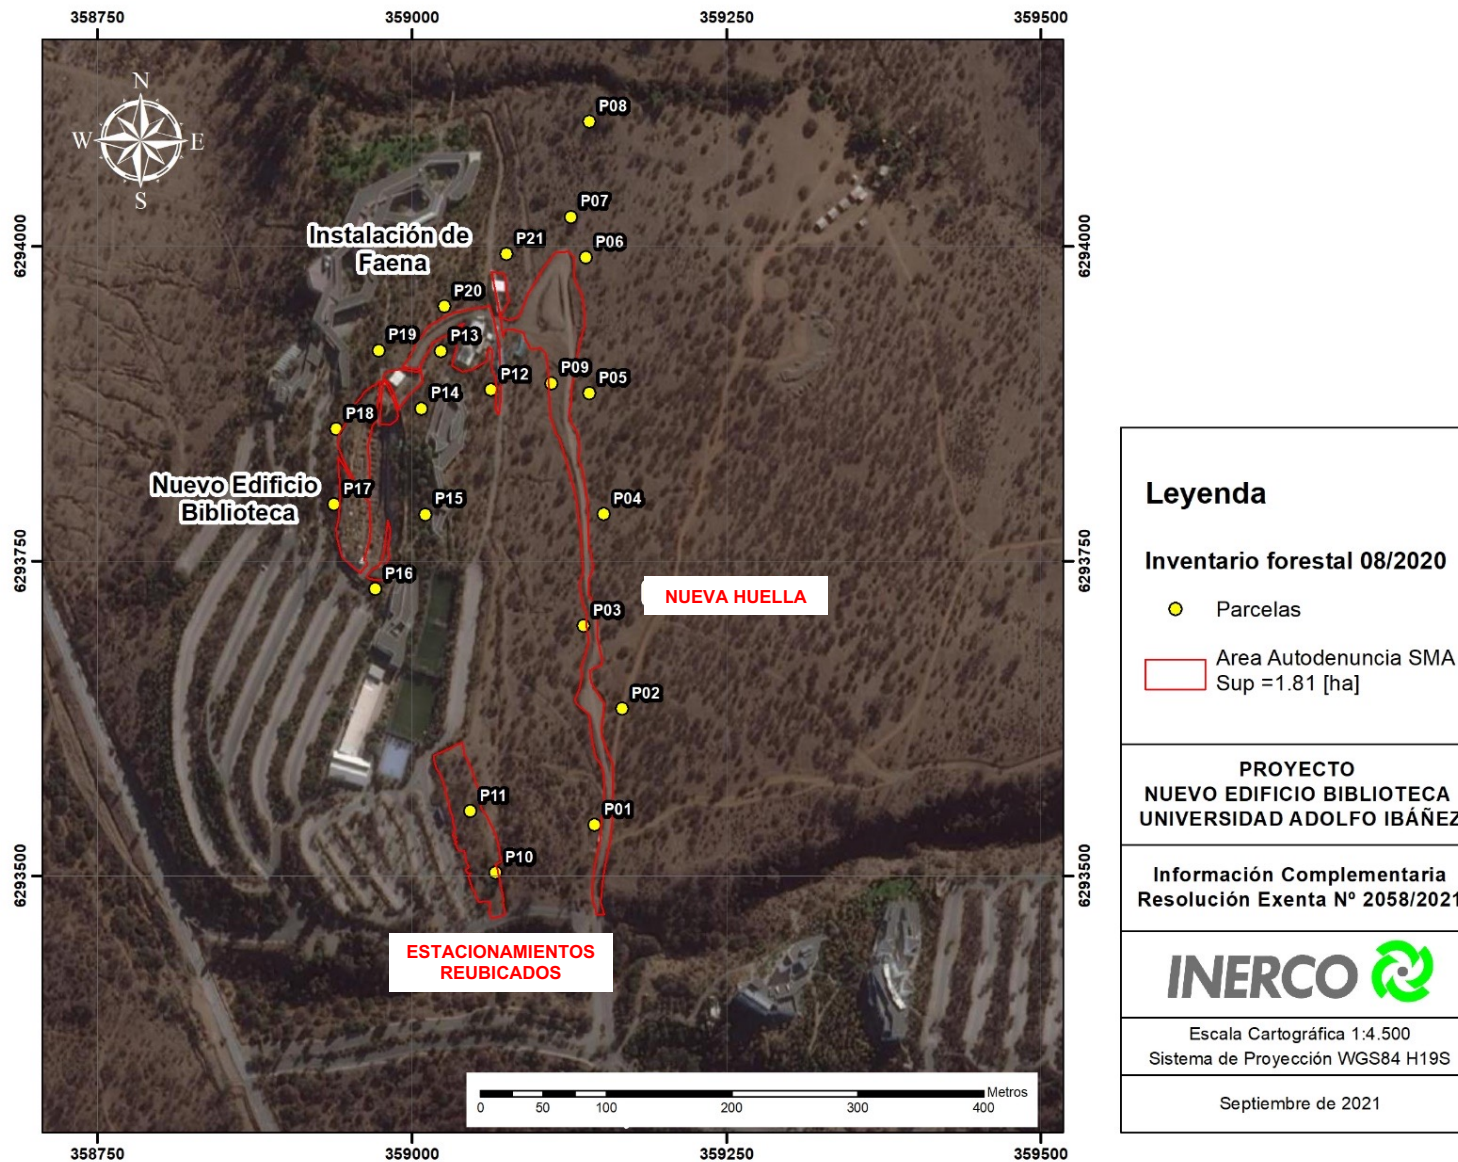 358750
359000
359250
359500
N
W
E
S
P08
P07
P21
P06
6294000
6294000
Instalación de
Faena
P20
P19
P13
P12
P09
P05
P14
P18
Nuevo Edificio
Biblioteca
P17
P15
P04
6293750
6293750
P16
NUEVA HUELLA
P03
P02
P11
P01
P10
6293500
6293500
ESTACIONAMIENTOS
REUBICADOS
Metros
0
50
100
200
300
400
358750
359000
359250
359500
Leyenda
Inventario forestal 08/2020
Parcelas
Area Autodenuncia SMA
Sup =1.81 [ha]
PROYECTO
NUEVO EDIFICIO BIBLIOTECA
UNIVERSIDAD ADOLFO IBÁÑEZ
Información Complementaria
Resolución Exenta Nº 2058/2021
INERCO
Escala Cartográfica 1:4.500
Sistema de Proyección WGS84 H19S
Septiembre de 2021